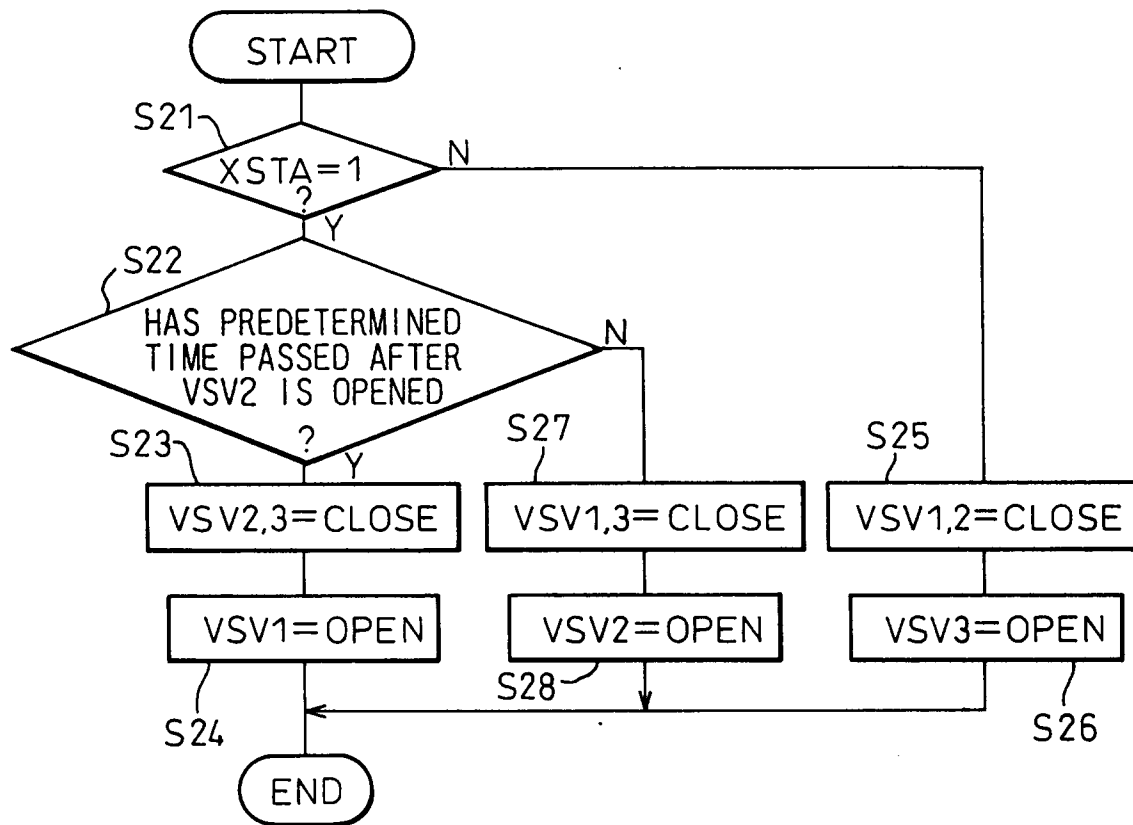 START
S21
XSTA=1
?
N
Y
S22
HAS PREDETERMINED
TIME PASSED AFTER
VSV2 IS OPENED
?
N
Y
S23
VSV2,3=CLOSE
S27
VSV1,3=CLOSE
S25
VSV1,2=CLOSE
VSV1=OPEN
S24
VSV2=OPEN
S28
VSV3=OPEN
S26
END